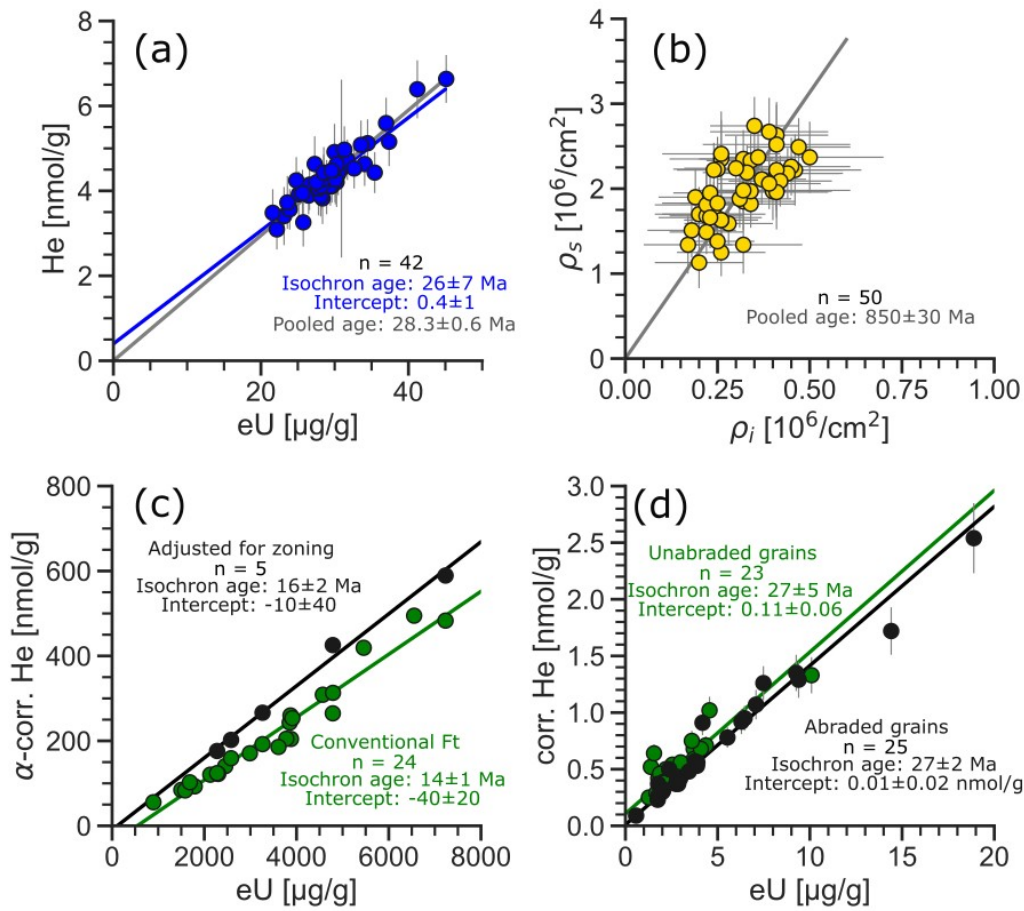 (a)
8
6
4
2
0
He [nmol/g]
n = 42
Isochron age: 26±7 Ma
Intercept: 0.4±1
Pooled age: 28.3±0.6 Ma
0
20
40
eU [µg/g]
(b)
4
3
2
1
0
ρs [10⁶/cm²]
n = 50
Pooled age: 850±30 Ma
0.00
0.25
0.50
0.75
1.00
ρi [10⁶/cm²]
(c)
800
600
400
200
0
α-corr. He [nmol/g]
Adjusted for zoning
n = 5
Isochron age: 16±2 Ma
Intercept: -10±40
Conventional Ft
n = 24
Isochron age: 14±1 Ma
Intercept: -40±20
0
2000
4000
6000
8000
eU [µg/g]
(d)
3.0
2.5
2.0
1.5
1.0
0.5
0.0
corr. He [nmol/g]
Unabraded grains
n = 23
Isochron age: 27±5 Ma
Intercept: 0.11±0.06
Abraded grains
n = 25
Isochron age: 27±2 Ma
Intercept: 0.01±0.02 nmol/g
0
5
10
15
20
eU [µg/g]